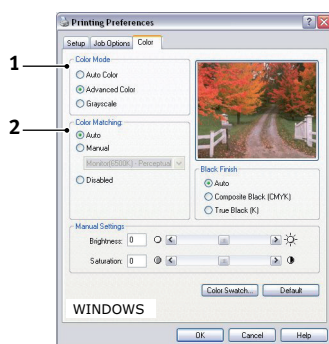 Printing Preferences
Setup Job Options Color
1
Color Mode
Auto Color
Advanced Color
Grayscale
2
Color Matching:
Auto
Manual
Monitor(6500K) - Perceptual
Disabled
Black Finish
Auto
Composite Black (CMYK)
True Black (K)
Manual Settings
Brightness: 0
Saturation: 0
Color Swatch... Default
WINDOWS
OK Cancel Help